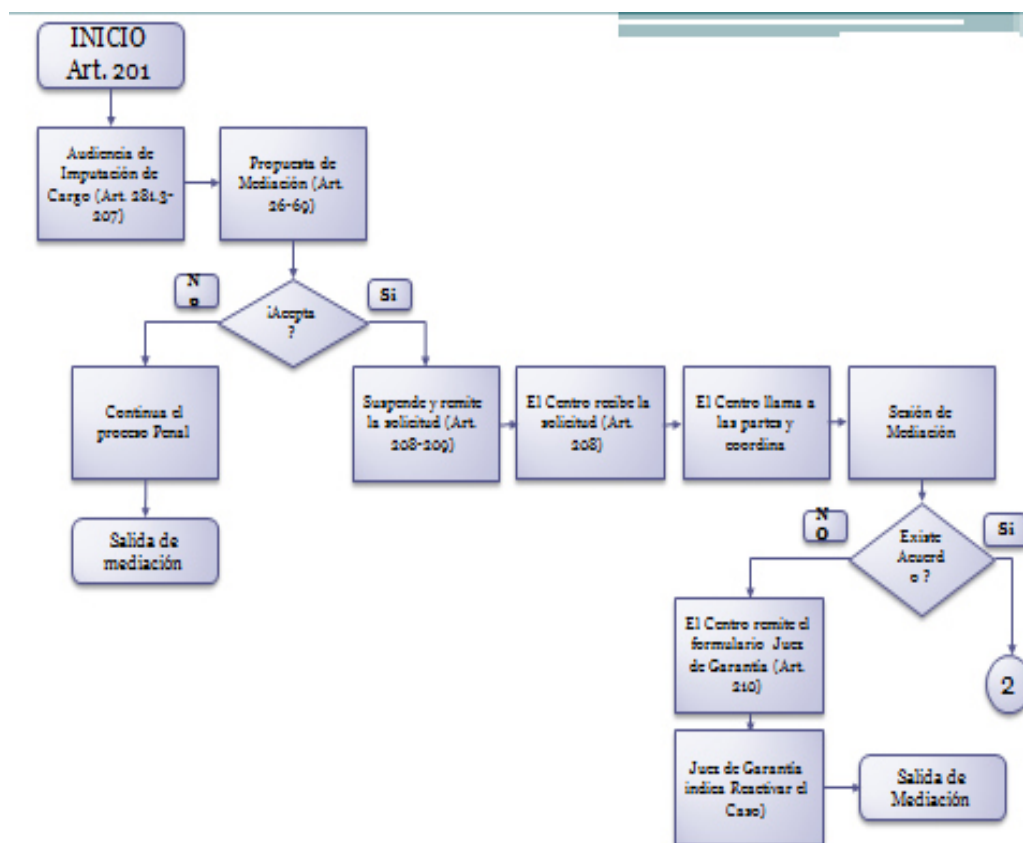 INICIO
Art. 201
Audiencia de
Imputación de
Cargo (Art. 281.3-
207)
Propuesta de
Mediación (Art.
26-69)
N
o
Si
¡Acepta
?
Continua el
proceso Penal
Suspende y remite
la solicitud (Art.
208-209)
El Centro recibe la
solicitud (Art.
208)
El Centro llama a
las partes y
coordina
Sesión de
Mediación
Salida de
mediación
N
O
Si
Existe
Acuerd
o ?
El Centro remite el
formulario Juez
de Garantía (Art.
210)
2
Juez de Garantía
indica Reactivar el
Caso)
Salida de
Mediación